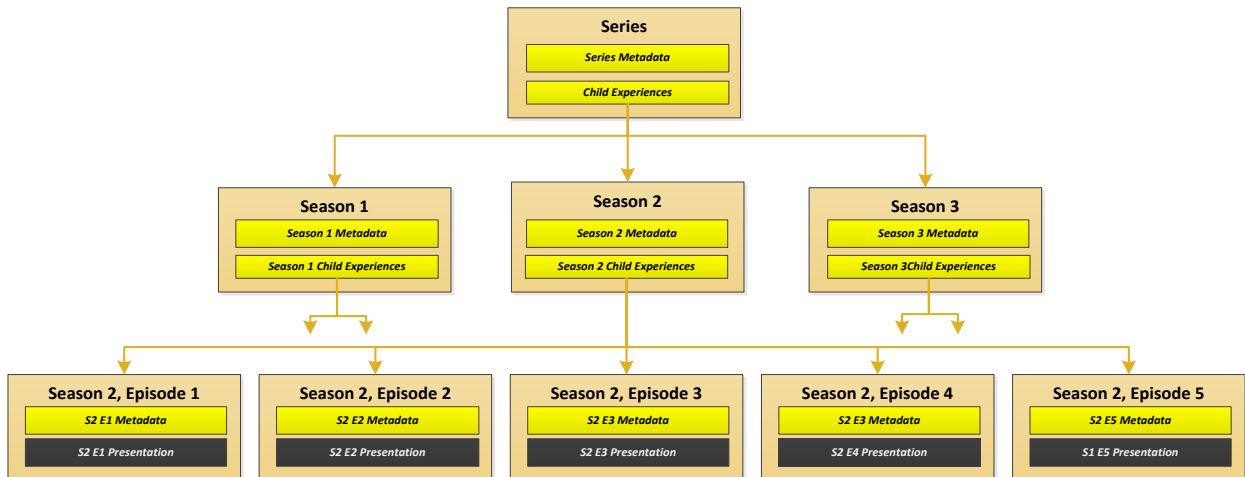 Series
Series Metadata
Child Experiences
Season 1
Season 1 Metadata
Season 1 Child Experiences
Season 2
Season 2 Metadata
Season 2 Child Experiences
Season 3
Season 3 Metadata
Season 3Child Experiences
Season 2, Episode 1
S2 E1 Metadata
S2 E1 Presentation
Season 2, Episode 2
S2 E2 Metadata
S2 E2 Presentation
Season 2, Episode 3
S2 E3 Metadata
S2 E3 Presentation
Season 2, Episode 4
S2 E3 Metadata
S2 E4 Presentation
Season 2, Episode 5
S2 E5 Metadata
S1 E5 Presentation